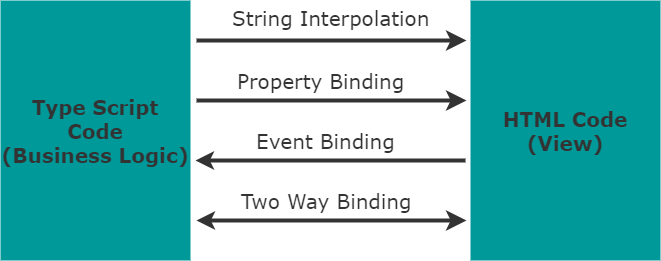 Type Script
Code
(Business Logic)
String Interpolation
Property Binding
Event Binding
Two Way Binding
HTML Code
(View)